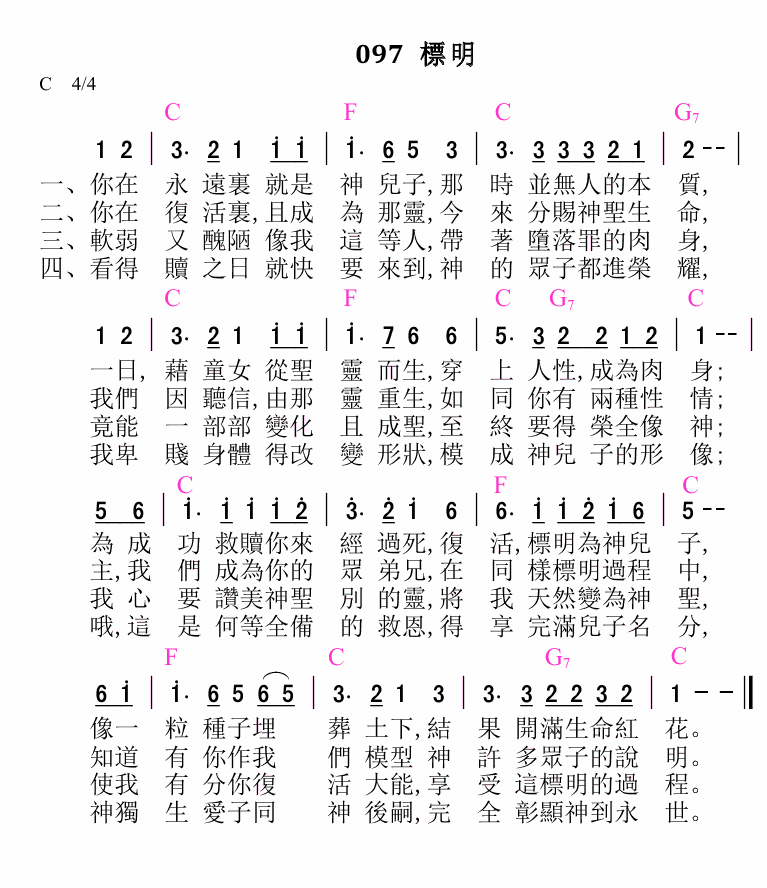 097 標明
C 4/4
C F C G7
1 2 | 3· 2 1 i i | i· 6 5 3 | 3· 3 3 3 2 1 | 2 - - |
一、你在 永 遠裏 就是 神 兒子,那 時 並無人的本 質,
二、你在 復 活裏,且成 為 那靈,今 來 分賜神聖生 命,
三、軟弱 又 醜陋 像我 這 等人,帶 著 墮落罪的肉 身,
四、看得 贖 之日 就快 要 來到,神 的 眾子都進榮 耀,
C F C G7 C
1 2 | 3· 2 1 i i | i· 7 6 6 | 5· 3 2 2 1 2 | 1 - - |
一日, 藉 童女 從聖 靈 而生,穿 上 人性,成為肉 身;
我們 因 聽信,由那 靈 重生,如 同 你有 兩種性 情;
竟能 一 部部 變化 且 成聖,至 終 要得 榮全像 神;
我卑 賤 身體 得改 變 形狀,模 成 神兒 子的形 像;
C F C
5 6 | i· i i i 2̇ | 3̇· 2̇ i 6 | 6· i i 2̇ i 6 | 5 - -
為 成 功 救贖你來 經 過死,復 活,標明為神兒 子,
主,我 們 成為你的 眾 弟兄,在 同 樣標明過程 中,
我 心 要 讚美神聖 別 的靈,將 我 天然變為神 聖,
哦,這 是 何等全備 的 救恩,得 享 完滿兒子名 分,
F C G7 C
6 i | i· 6 5 6 5 | 3· 2 1 3 | 3· 3 2 2 3 2 | 1 - - ‖
像一 粒 種子埋 葬 土下,結 果 開滿生命紅 花。
知道 有 你作我 們 模型 神 許 多眾子的說 明。
使我 有 分你復 活 大能,享 受 這標明的過 程。
神獨 生 愛子同 神 後嗣,完 全 彰顯神到永 世。